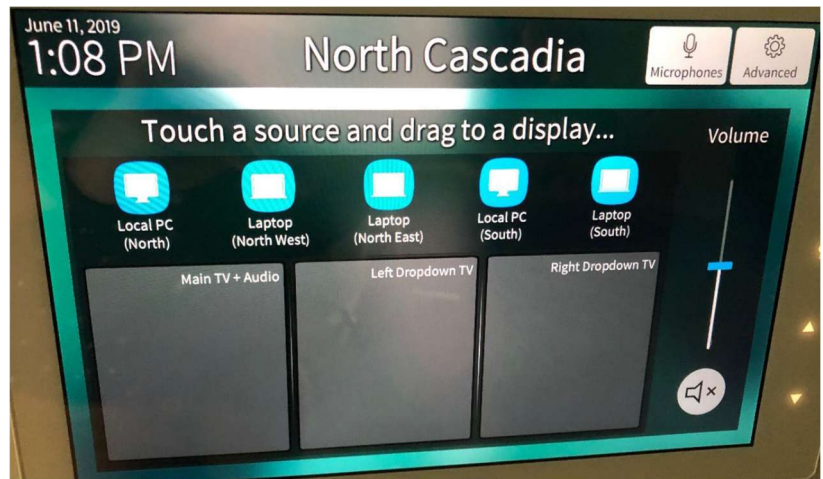 June 11, 2019
1:08 PM
North Cascadia
Microphones
Advanced
Touch a source and drag to a display...
Volume
Local PC
(North)
Laptop
(North West)
Laptop
(North East)
Local PC
(South)
Laptop
(South)
Main TV + Audio
Left Dropdown TV
Right Dropdown TV